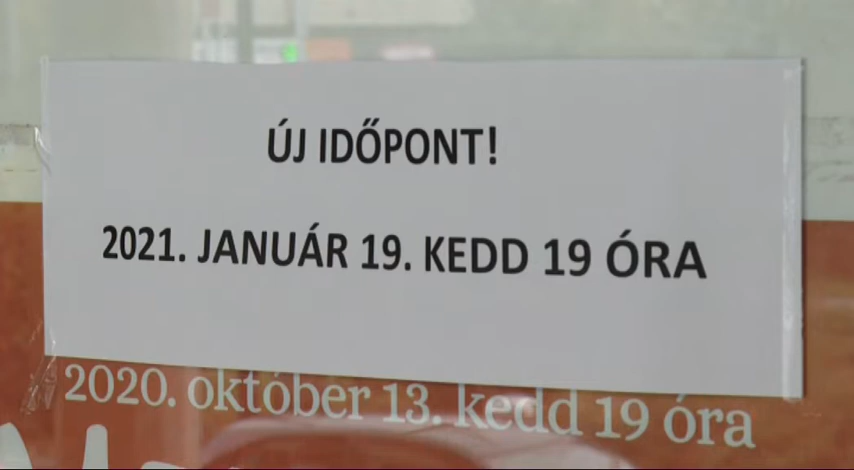 ÚJ IDŐPONT!
2021. JANUÁR 19. KEDD 19 ÓRA
2020. október 13. kedd 19 óra